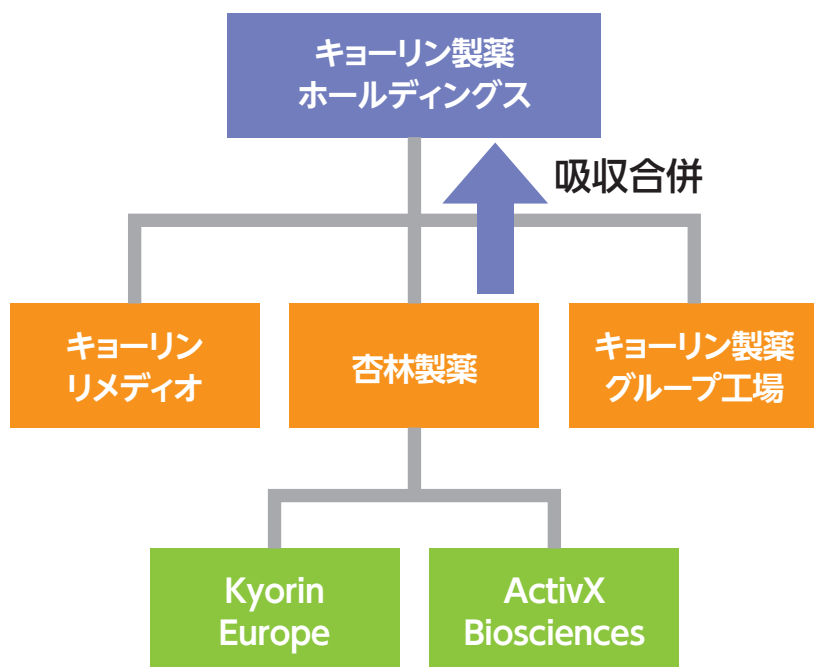 キョーリン製薬
ホールディングス
吸収合併
キョーリン
リメディオ
杏林製薬
キョーリン製薬
グループ工場
Kyorin
Europe
ActivX
Biosciences